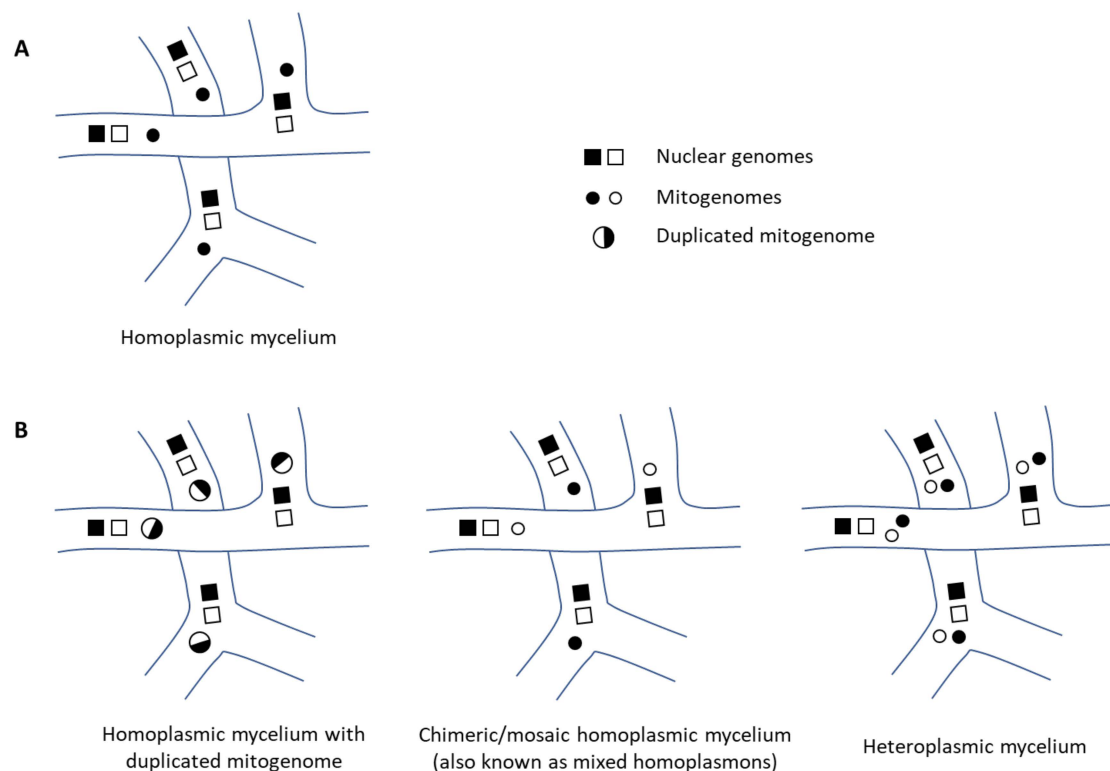 A
Nuclear genomes
Mitogenomes
Duplicated mitogenome
Homoplasmic mycelium
B
Homoplasmic mycelium with
duplicated mitogenome
Chimeric/mosaic homoplasmic mycelium
(also known as mixed homoplasmons)
Heteroplasmic mycelium